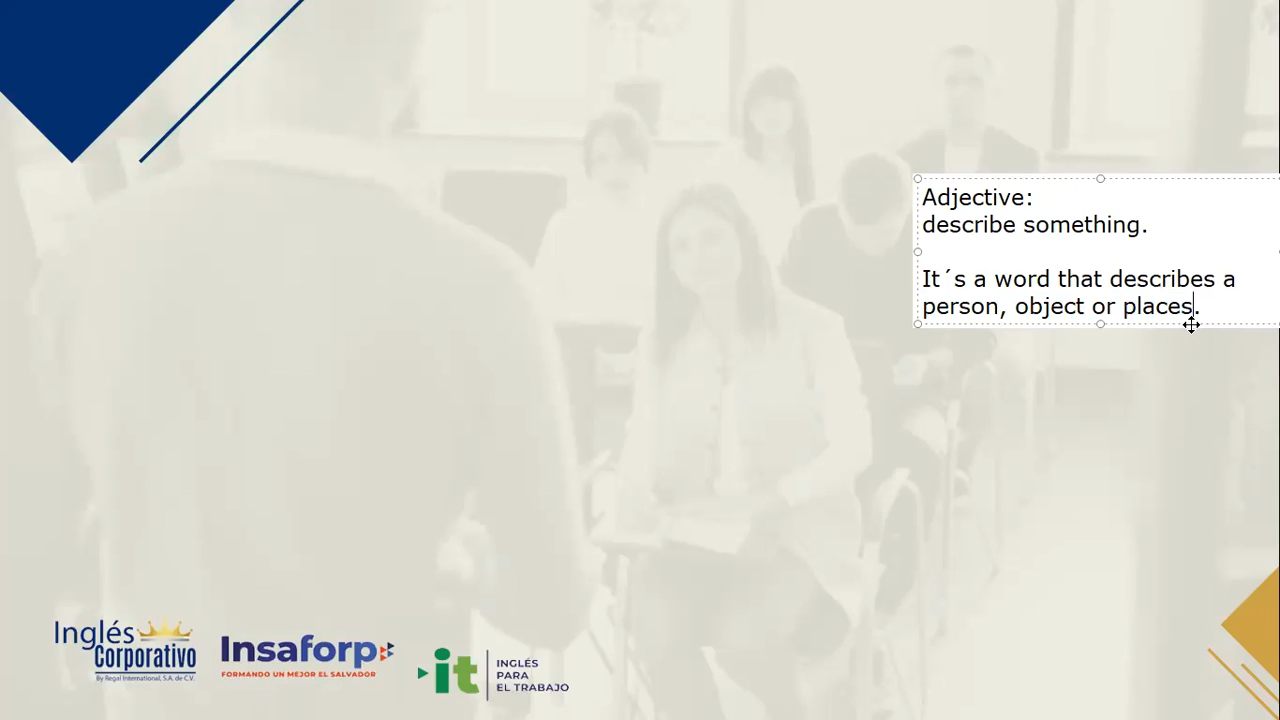 Adjective:
describe something.
It´s a word that describes a
person, object or places.
Inglés
Corporativo
By Regal International, S.A. de C.V.
Insaforp
FORMANDO UN MEJOR EL SALVADOR
it
INGLÉS
PARA
EL TRABAJO